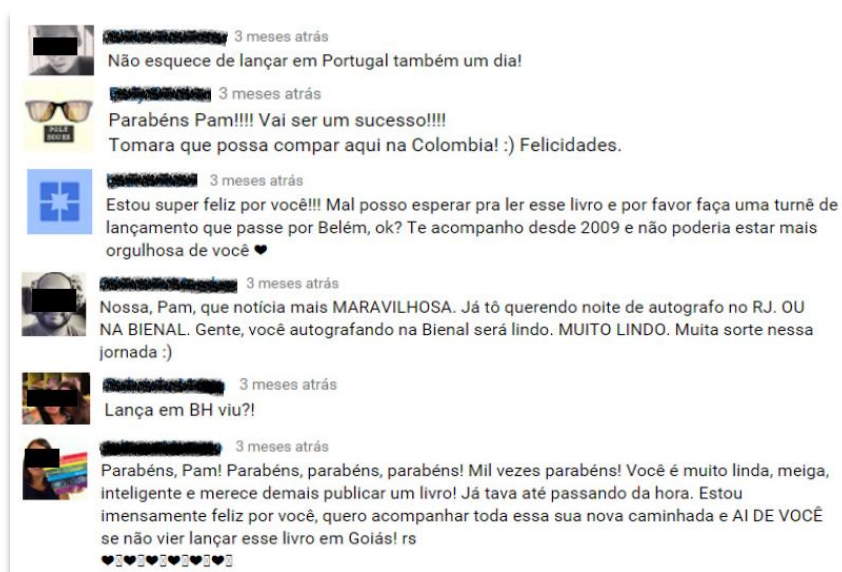 3 meses atrás
Não esquece de lançar em Portugal também um dia!
3 meses atrás
Parabéns Pam!!!! Vai ser um sucesso!!!!
Tomara que possa compar aqui na Colombia! :) Felicidades.
3 meses atrás
Estou super feliz por você!!! Mal posso esperar pra ler esse livro e por favor faça uma turnê de
lançamento que passe por Belém, ok? Te acompanho desde 2009 e não poderia estar mais
orgulhosa de você ❤
3 meses atrás
Nossa, Pam, que notícia mais MARAVILHOSA. Já tô querendo noite de autografo no RJ. OU
NA BIENAL. Gente, você autografando na Bienal será lindo. MUITO LINDO. Muita sorte nessa
jornada :)
3 meses atrás
Lança em BH viu?!
3 meses atrás
Parabéns, Pam! Parabéns, parabéns, parabéns! Mil vezes parabéns! Você é muito linda, meiga,
inteligente e merece demais publicar um livro! Já tava até passando da hora. Estou
imensamente feliz por você, quero acompanhar toda essa sua nova caminhada e AI DE VOCÊ
se não vier lançar esse livro em Goiás! rs
❤❤❤❤❤❤